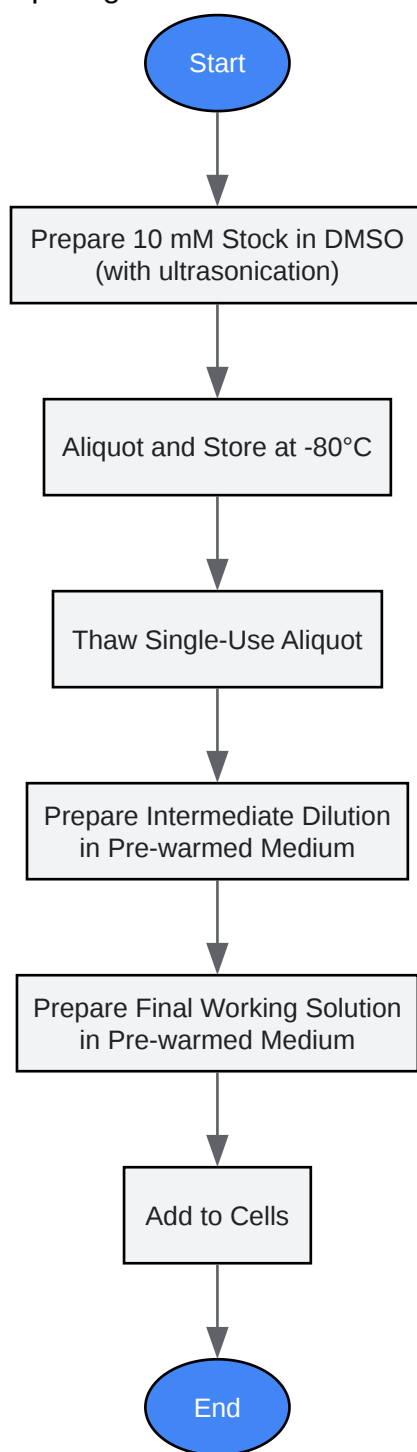 Start
Prepare 10 mM Stock in DMSO
(with ultrasonication)
Aliquot and Store at -80°C
Thaw Single-Use Aliquot
Prepare Intermediate Dilution
in Pre-warmed Medium
Prepare Final Working Solution
in Pre-warmed Medium
Add to Cells
End